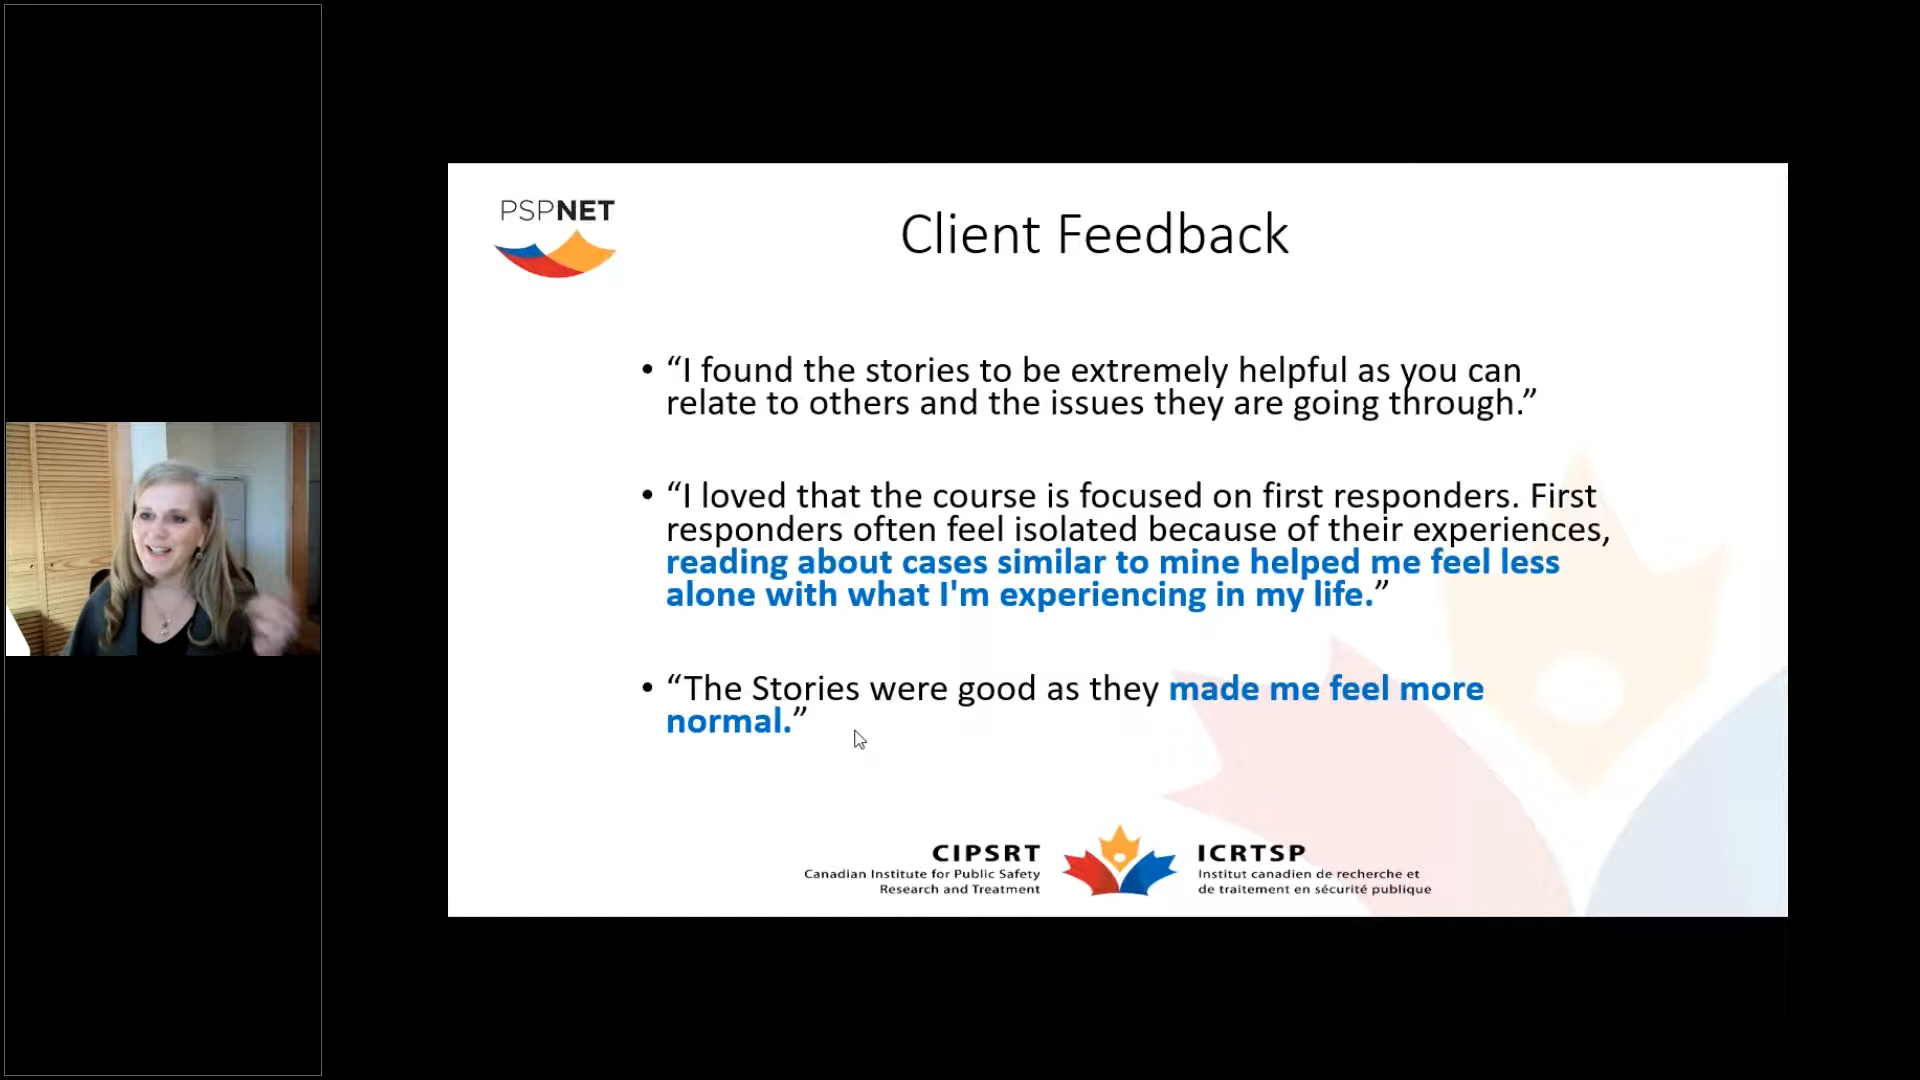 PSPNET
Client Feedback
• “I found the stories to be extremely helpful as you can
relate to others and the issues they are going through.”
• “I loved that the course is focused on first responders. First
responders often feel isolated because of their experiences,
reading about cases similar to mine helped me feel less
alone with what I'm experiencing in my life.”
• “The Stories were good as they made me feel more
normal.”
CIPSRT
Canadian Institute for Public Safety
Research and Treatment
ICRTSP
Institut canadien de recherche et
de traitement en sécurité publique